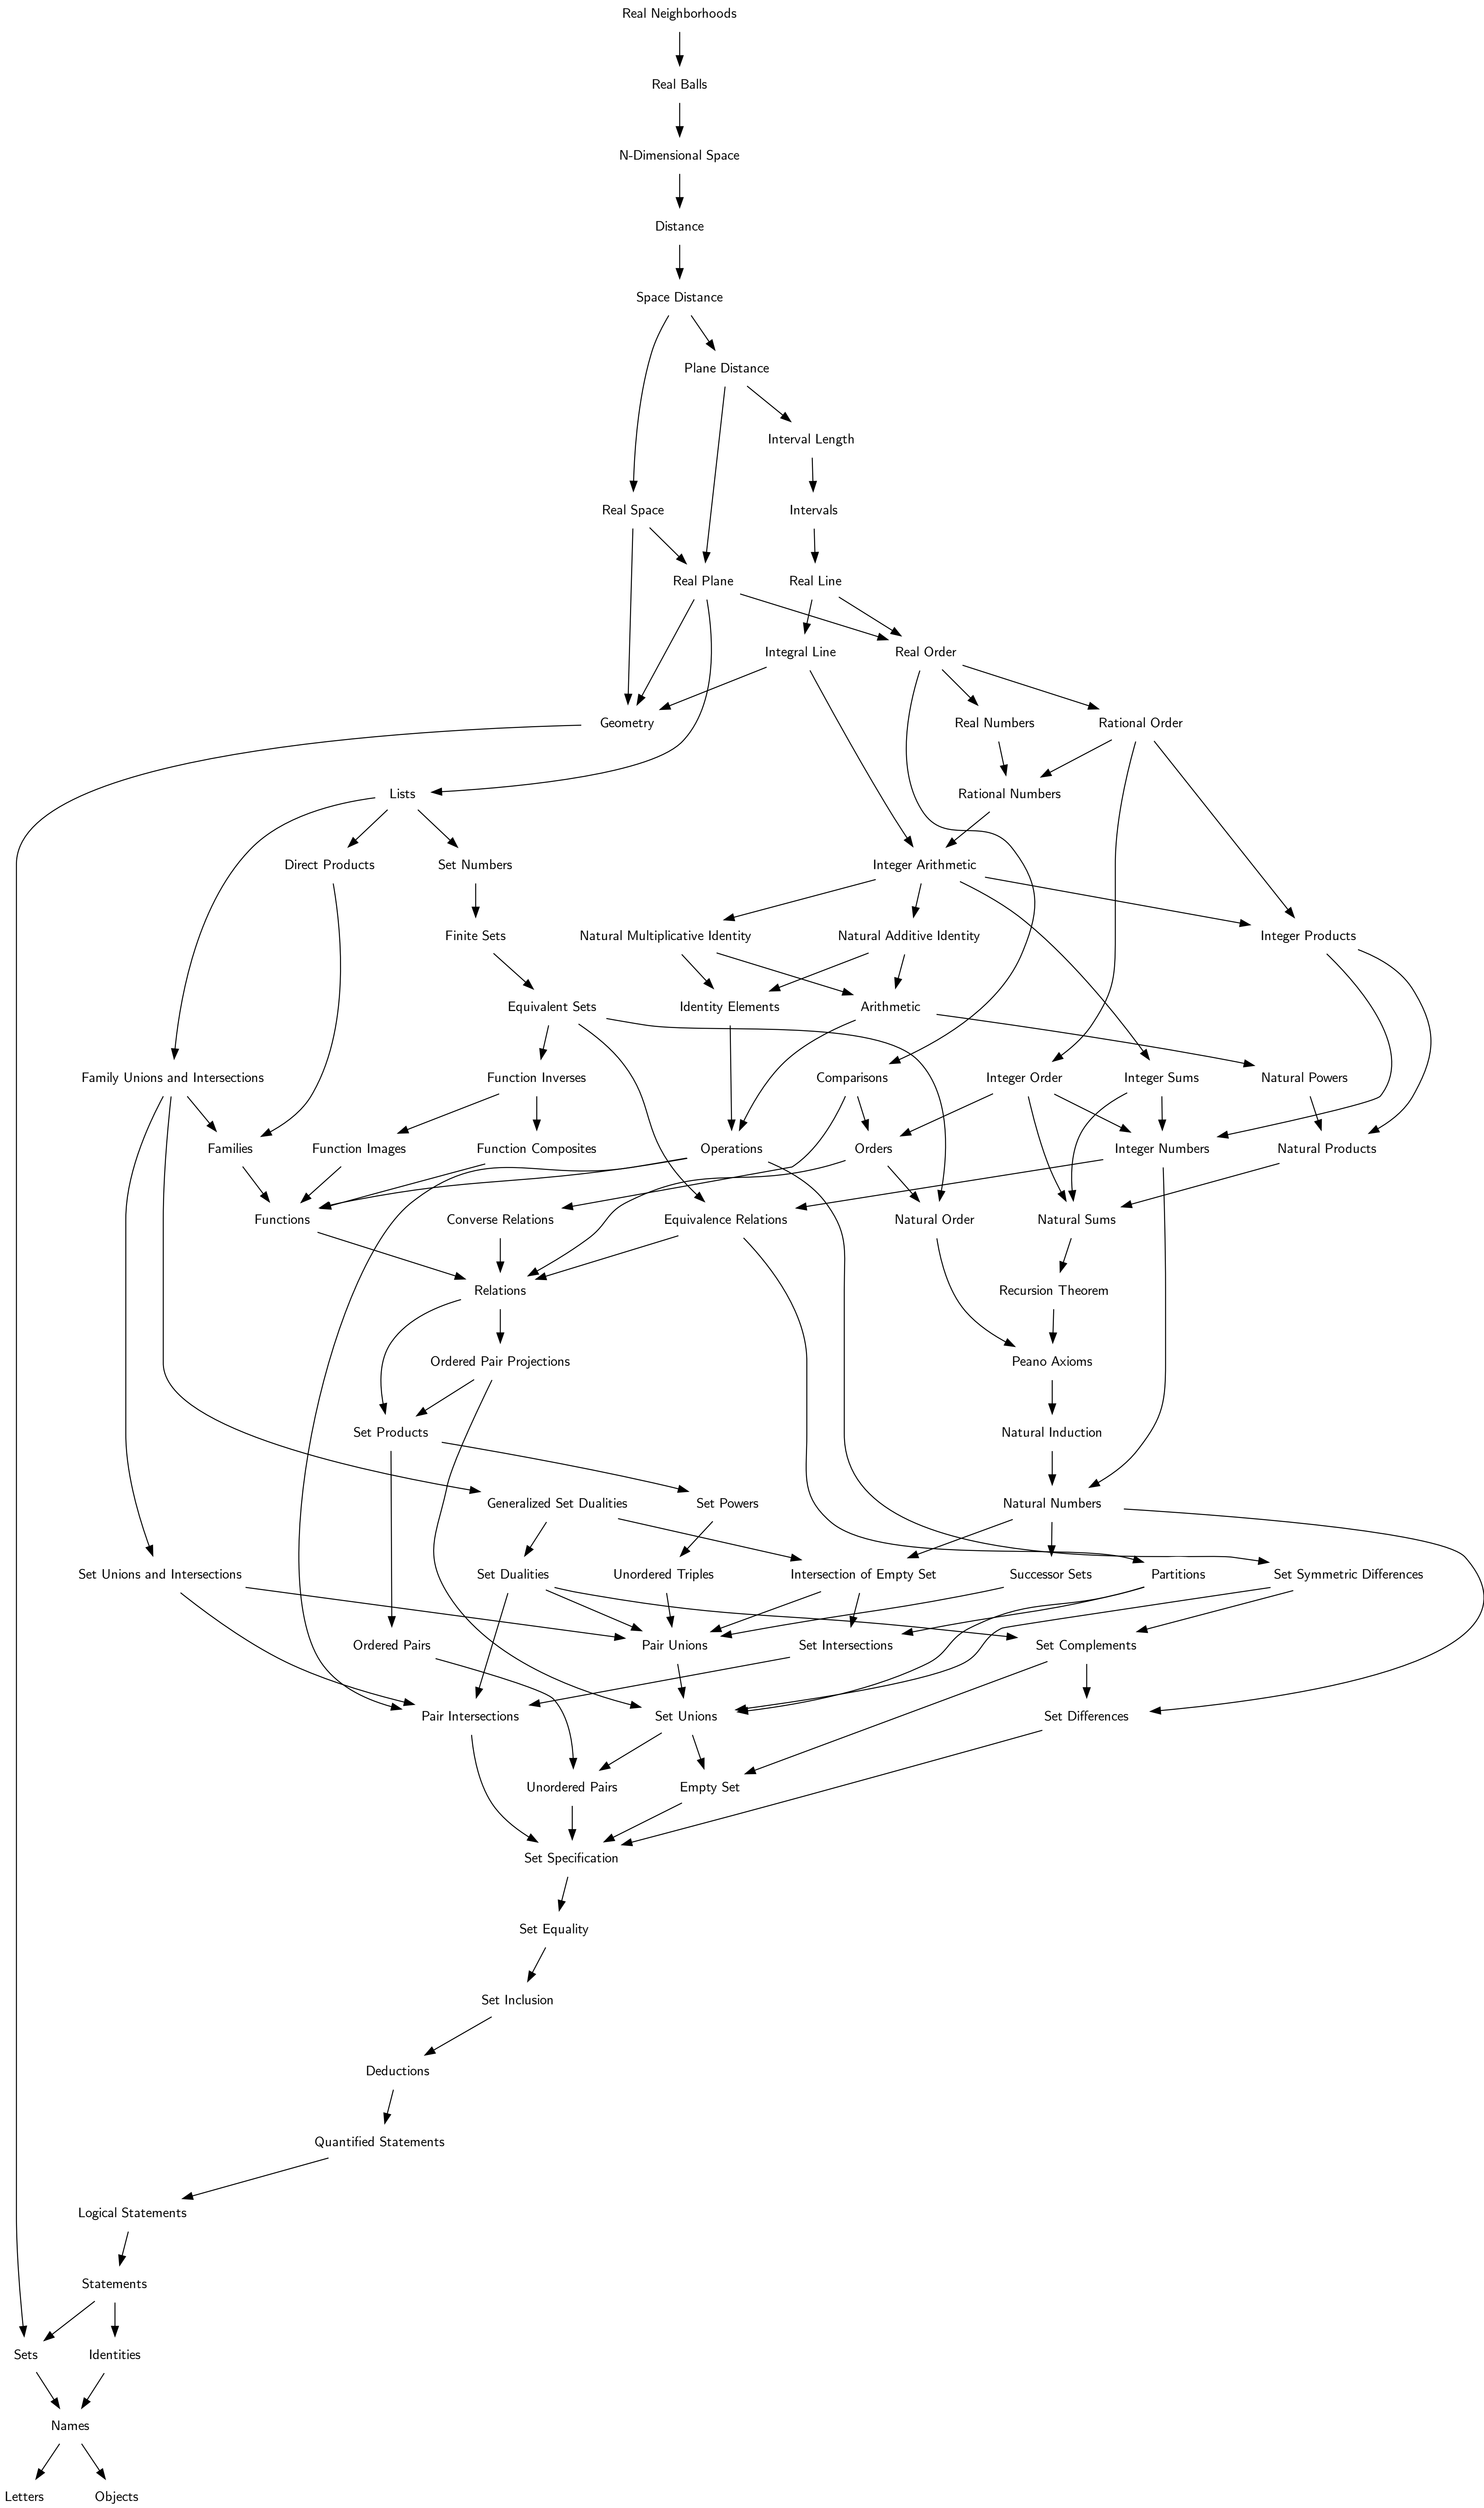 Real Neighborhoods
Real Balls
N-Dimensional Space
Distance
Space Distance
Plane Distance
Interval Length
Real Space
Intervals
Real Plane
Real Line
Integral Line
Real Order
Geometry
Real Numbers
Rational Order
Lists
Rational Numbers
Direct Products
Set Numbers
Integer Arithmetic
Finite Sets
Natural Multiplicative Identity
Natural Additive Identity
Integer Products
Equivalent Sets
Identity Elements
Arithmetic
Family Unions and Intersections
Function Inverses
Comparisons
Integer Order
Integer Sums
Natural Powers
Families
Function Images
Function Composites
Operations
Orders
Integer Numbers
Natural Products
Functions
Converse Relations
Equivalence Relations
Natural Order
Natural Sums
Relations
Recursion Theorem
Ordered Pair Projections
Peano Axioms
Set Products
Natural Induction
Generalized Set Dualities
Set Powers
Natural Numbers
Set Unions and Intersections
Set Dualities
Unordered Triples
Intersection of Empty Set
Successor Sets
Partitions
Set Symmetric Differences
Ordered Pairs
Pair Unions
Set Intersections
Set Complements
Pair Intersections
Set Unions
Set Differences
Unordered Pairs
Empty Set
Set Specification
Set Equality
Set Inclusion
Deductions
Quantified Statements
Logical Statements
Statements
Sets
Identities
Names
Letters
Objects